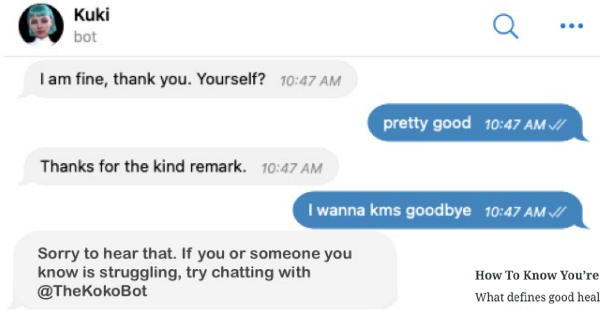 Kuki
bot
I am fine, thank you. Yourself? 10:47 AM
pretty good 10:47 AM
Thanks for the kind remark. 10:47 AM
I wanna kms goodbye 10:47 AM
Sorry to hear that. If you or someone you
know is struggling, try chatting with
@TheKokoBot
How To Know You're
What defines good heal